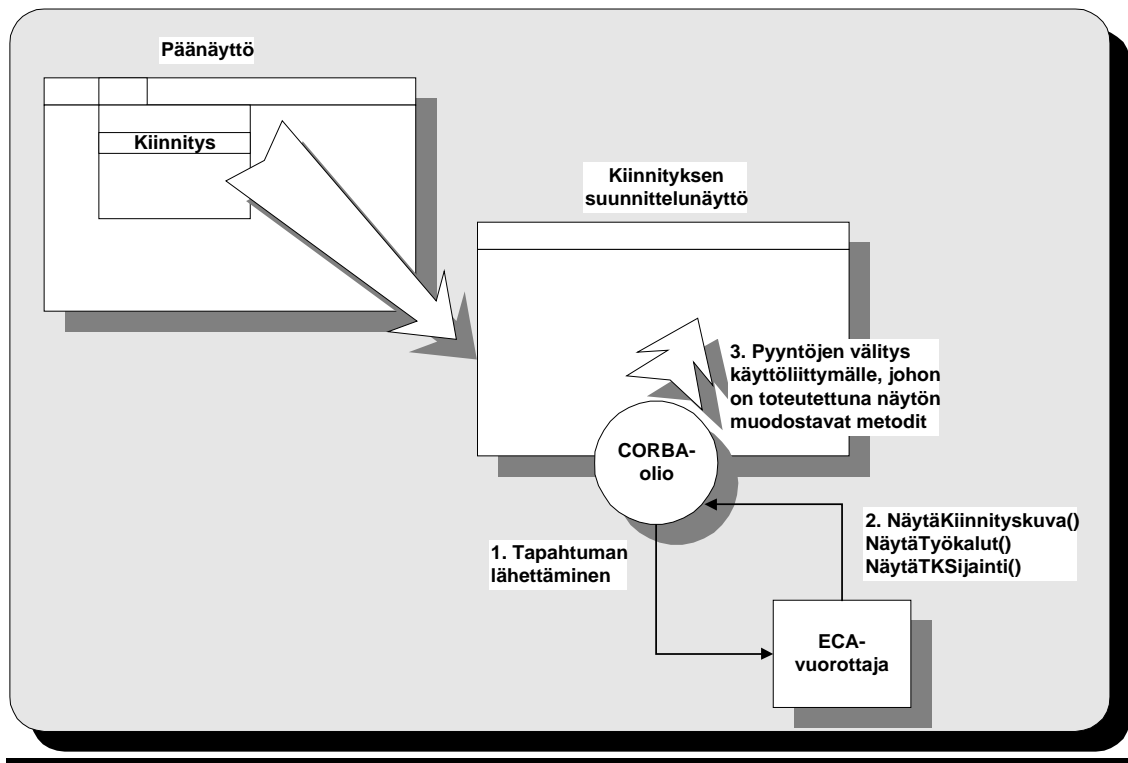 Päänäyttö
Kiinnitys
Kiinnityksen
suunnittelunäyttö
3. Pyyntöjen välitys
käyttöliittymälle, johon
on toteutettuna näytön
muodostavat metodit
CORBA-
olio
1. Tapahtuman
lähettäminen
2. NäytäKiinnityskuva()
NäytäTyökalut()
NäytäTKSijainti()
ECA-
vuorottaja